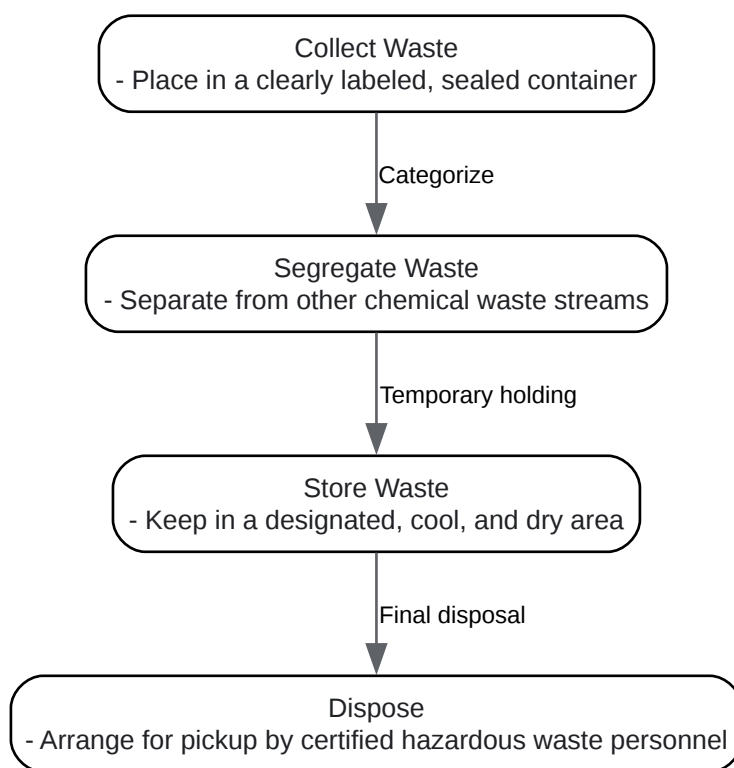 Collect Waste
- Place in a clearly labeled, sealed container
Categorize
Segregate Waste
- Separate from other chemical waste streams
Temporary holding
Store Waste
- Keep in a designated, cool, and dry area
Final disposal
Dispose
- Arrange for pickup by certified hazardous waste personnel